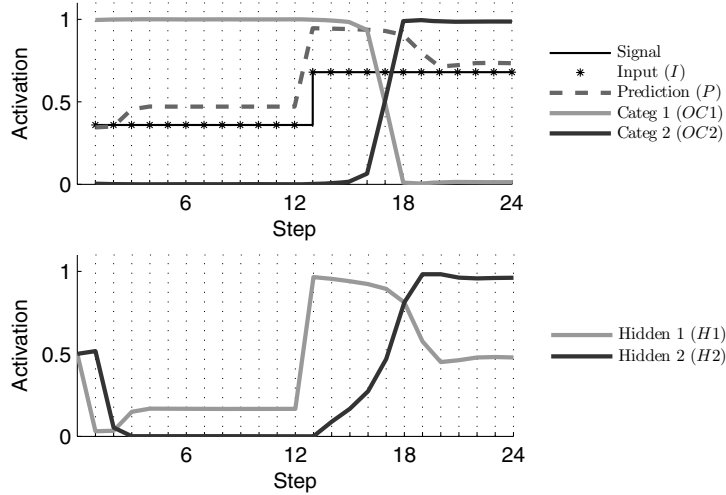 1
0.5
0
Activation
6
12
18
24
Step
Signal
Input (I)
Prediction (P)
Categ 1 (OC1)
Categ 2 (OC2)
1
0.5
0
Activation
6
12
18
24
Step
Hidden 1 (H1)
Hidden 2 (H2)